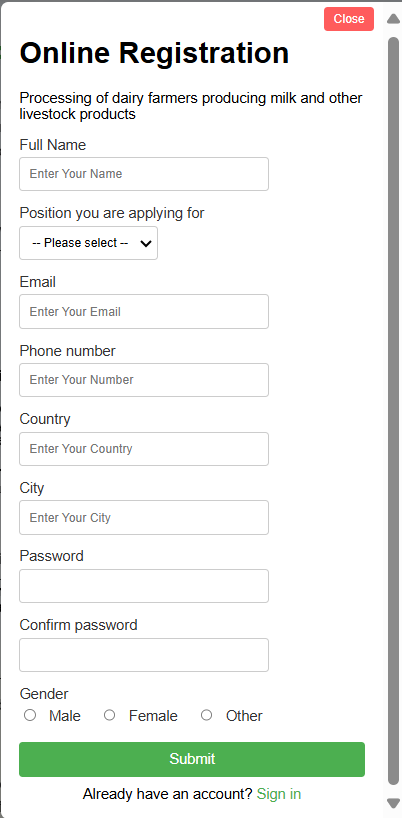 Close
Online Registration
Processing of dairy farmers producing milk and other
livestock products
Full Name
Enter Your Name
Position you are applying for
-- Please select --
Email
Enter Your Email
Phone number
Enter Your Number
Country
Enter Your Country
City
Enter Your City
Password
Confirm password
Gender
Male Female Other
Submit
Already have an account? Sign in